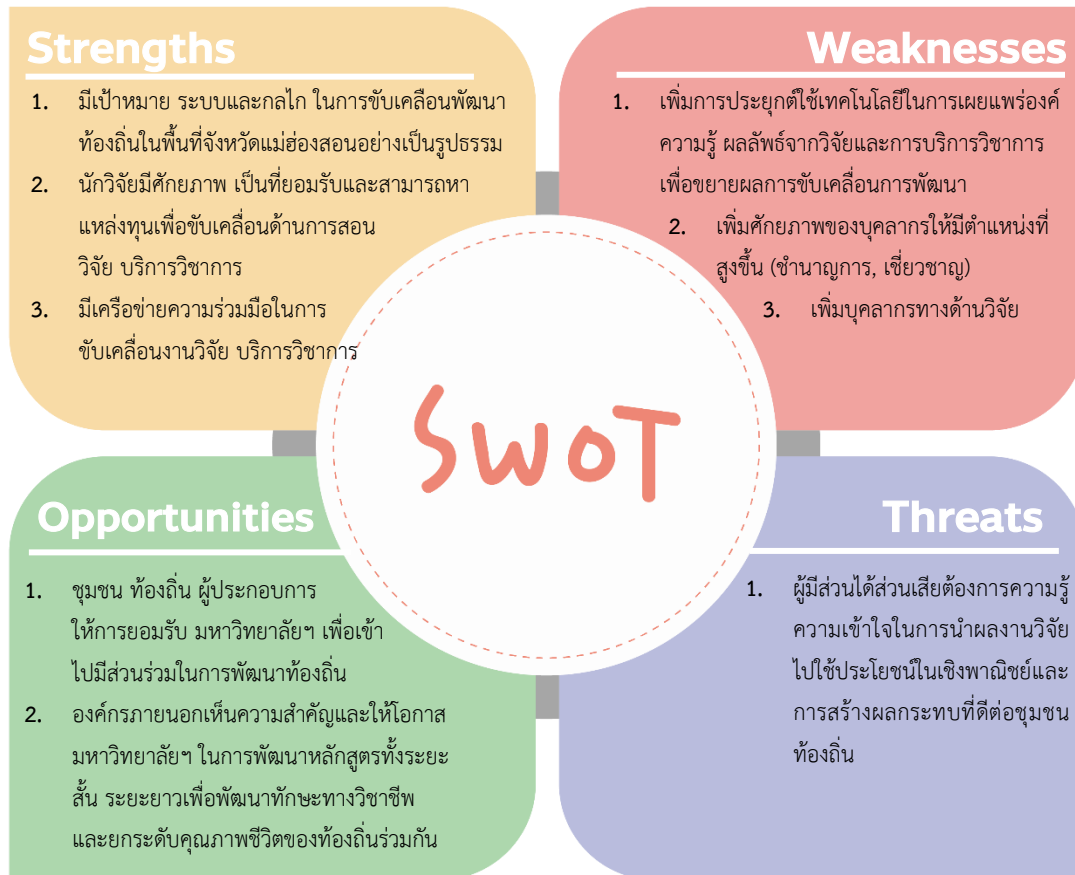 Strengths
1. มีเป้าหมาย ระบบและกลไก ในการขับเคลือนพัฒนา
ท้องถิ่นในพื้นที่จังหวัดแม่ฮ่องสอนอย่างเป็นรูปธรรม
2. นักวิจัยมีศักยภาพ เป็นที่ยอมรับและสามารถหา
แหล่งทุนเพื่อขับเคลื่อนด้านการสอน
วิจัย บริการวิชาการ
3. มีเครือข่ายความร่วมมือในการ
ขับเคลื่อนงานวิจัย บริการวิชาการ
Weaknesses
1. เพิ่มการประยุกต์ใช้เทคโนโลยีในการเผยแพร่องค์
ความรู้ ผลลัพธ์จากวิจัยและการบริการวิชาการ
เพื่อขยายผลการขับเคลื่อนการพัฒนา
2. เพิ่มศักยภาพของบุคลากรให้มีตำแหน่งที่
สูงขึ้น (ชำนาญการ, เชี่ยวชาญ)
3. เพิ่มบุคลากรทางด้านวิจัย
SWOT
Opportunities
1. ชุมชน ท้องถิ่น ผู้ประกอบการ
ให้การยอมรับ มหาวิทยาลัยฯ เพื่อเข้า
ไปมีส่วนร่วมในการพัฒนาท้องถิ่น
2. องค์กรภายนอกเห็นความสำคัญและให้โอกาส
มหาวิทยาลัยฯ ในการพัฒนาหลักสูตรทั้งระยะ
สั้น ระยะยาวเพื่อพัฒนาทักษะทางวิชาชีพ
และยกระดับคุณภาพชีวิตของท้องถิ่นร่วมกัน
Threats
1. ผู้มีส่วนได้ส่วนเสียต้องการความรู้
ความเข้าใจในการนำผลงานวิจัย
ไปใช้ประโยชน์ในเชิงพาณิชย์และ
การสร้างผลกระทบที่ดีต่อชุมชน
ท้องถิ่น